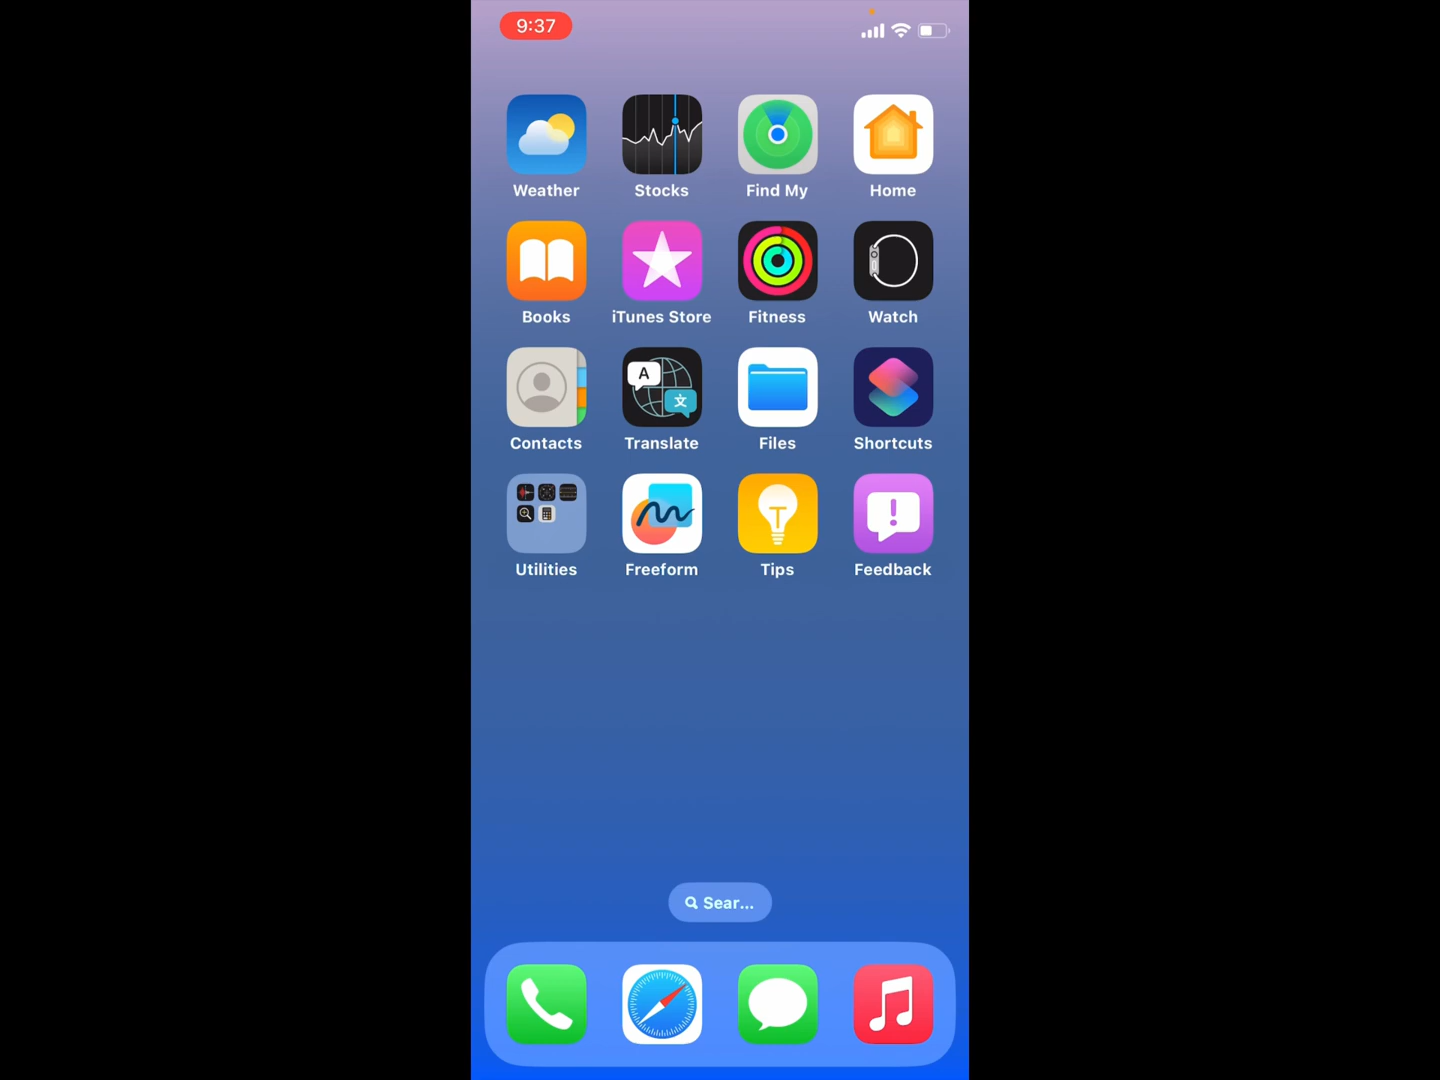 9:37
Weather Stocks Find My Home
Books iTunes Store Fitness Watch
A 文
Contacts Translate Files Shortcuts
Utilities Freeform Tips Feedback
Sear...